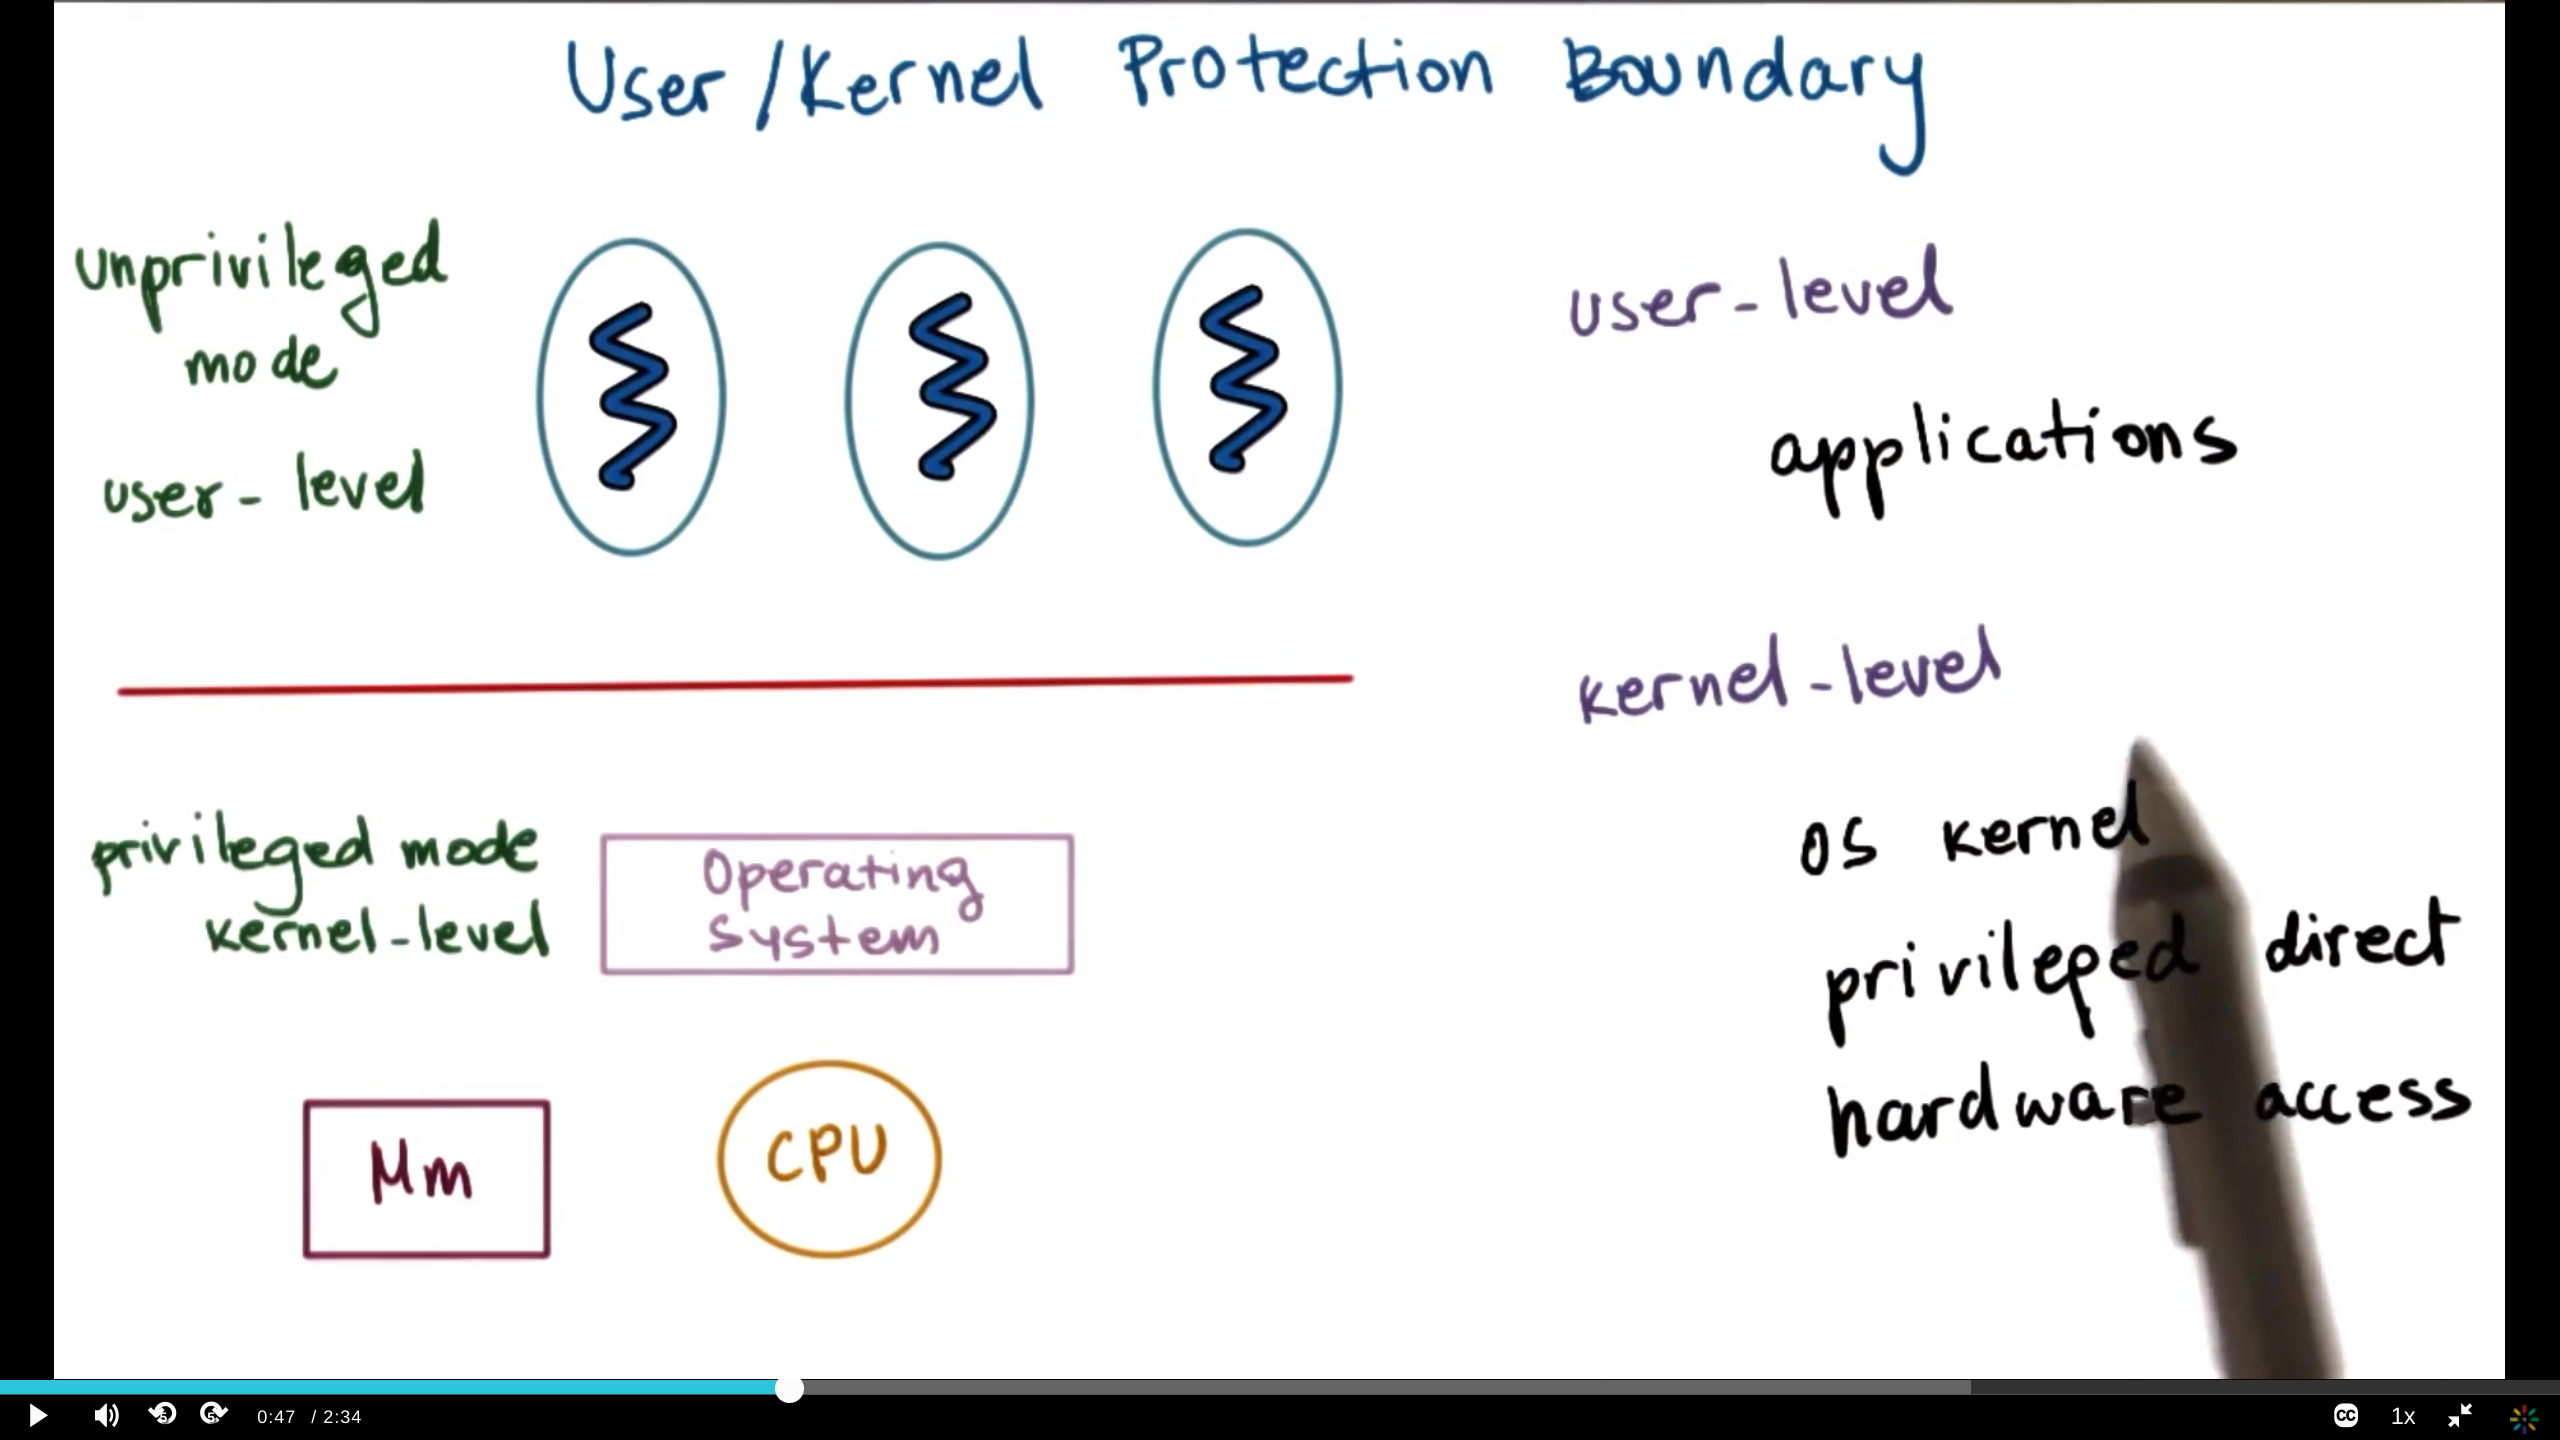 User/Kernel Protection Boundary
unprivileged
mode
user-level
user-level
applications
kernel-level
privileged mode
kernel-level
Operating
System
os kernel
privileged direct
hardware access
Mm
CPU
0:47 / 2:34
CC
1x